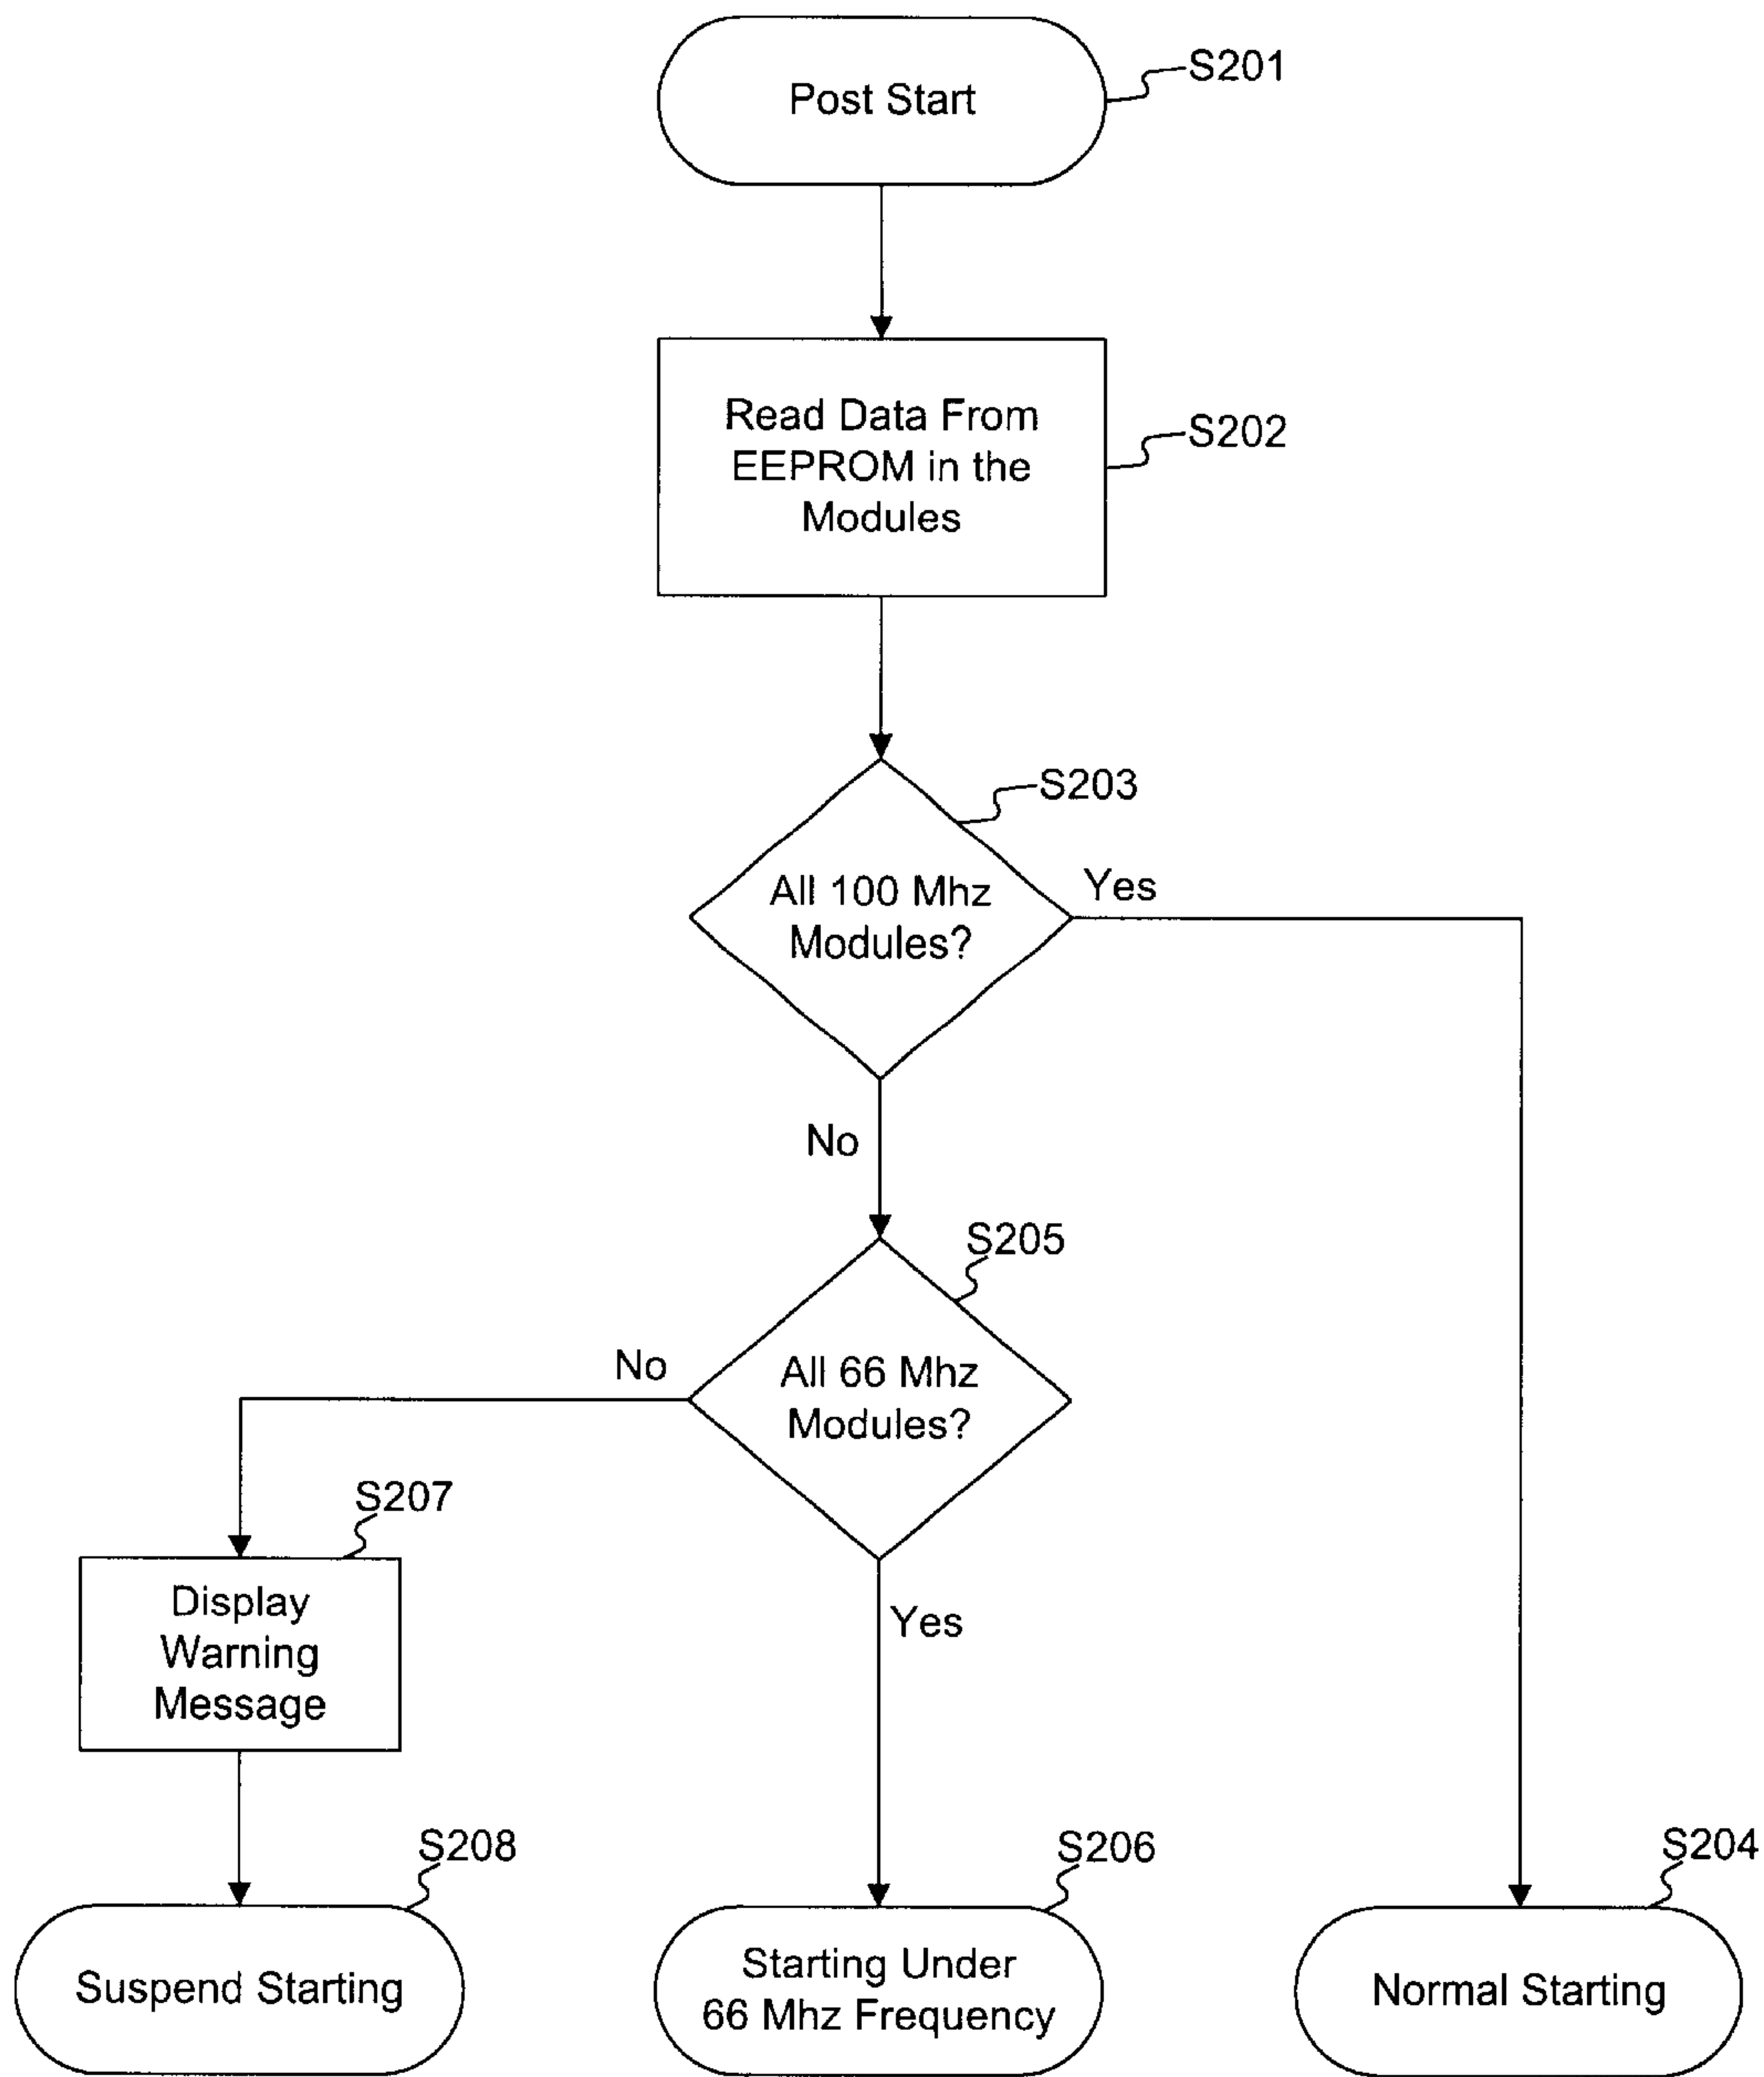 Post Start
S201
Read Data From
EEPROM in the
Modules
S202
S203
All 100 Mhz
Modules?
Yes
No
S205
All 66 Mhz
Modules?
No
Yes
S207
Display
Warning
Message
S208
Suspend Starting
S206
Starting Under
66 Mhz Frequency
S204
Normal Starting